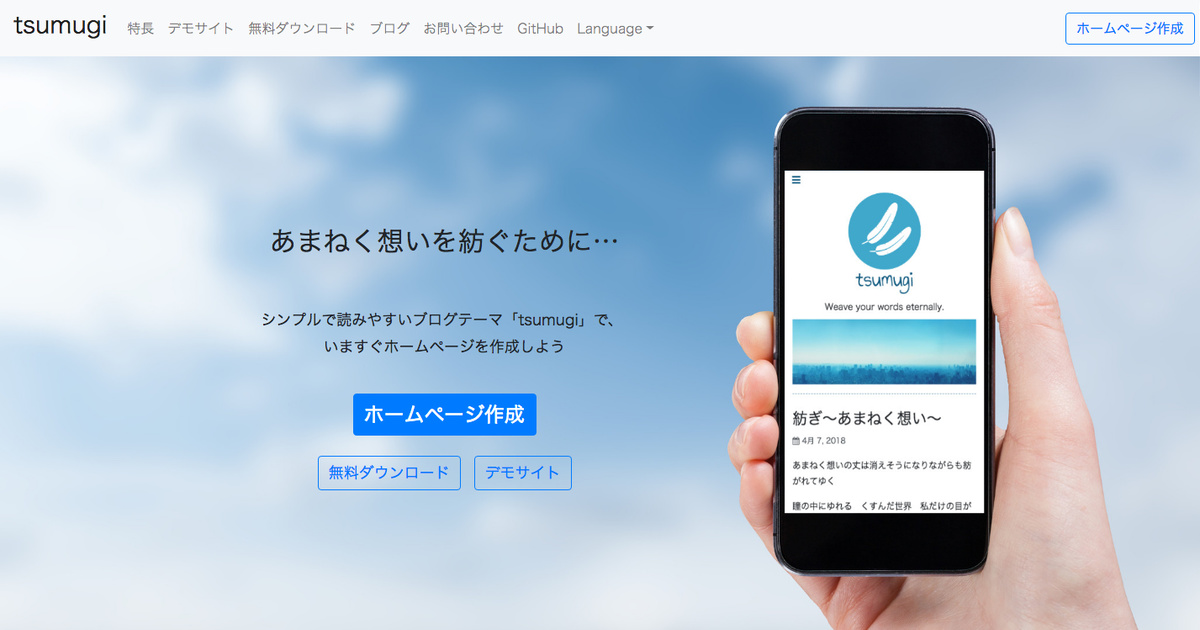 tsumugi
特長
デモサイト
無料ダウンロード
ブログ
お問い合わせ
GitHub
Language
ホームページ作成
あまねく想いを紡ぐために…
シンプルで読みやすいブログテーマ「tsumugi」で、
いますぐホームページを作成しよう
ホームページ作成
無料ダウンロード
デモサイト
tsumugi
Weave your words eternally.
紡ぎ〜あまねく想い〜
4月 7, 2018
あまねく想いの丈は消えそうになりながらも紡
がれてゆく
瞳の中にゆれる　くすんだ世界　私だけの目が